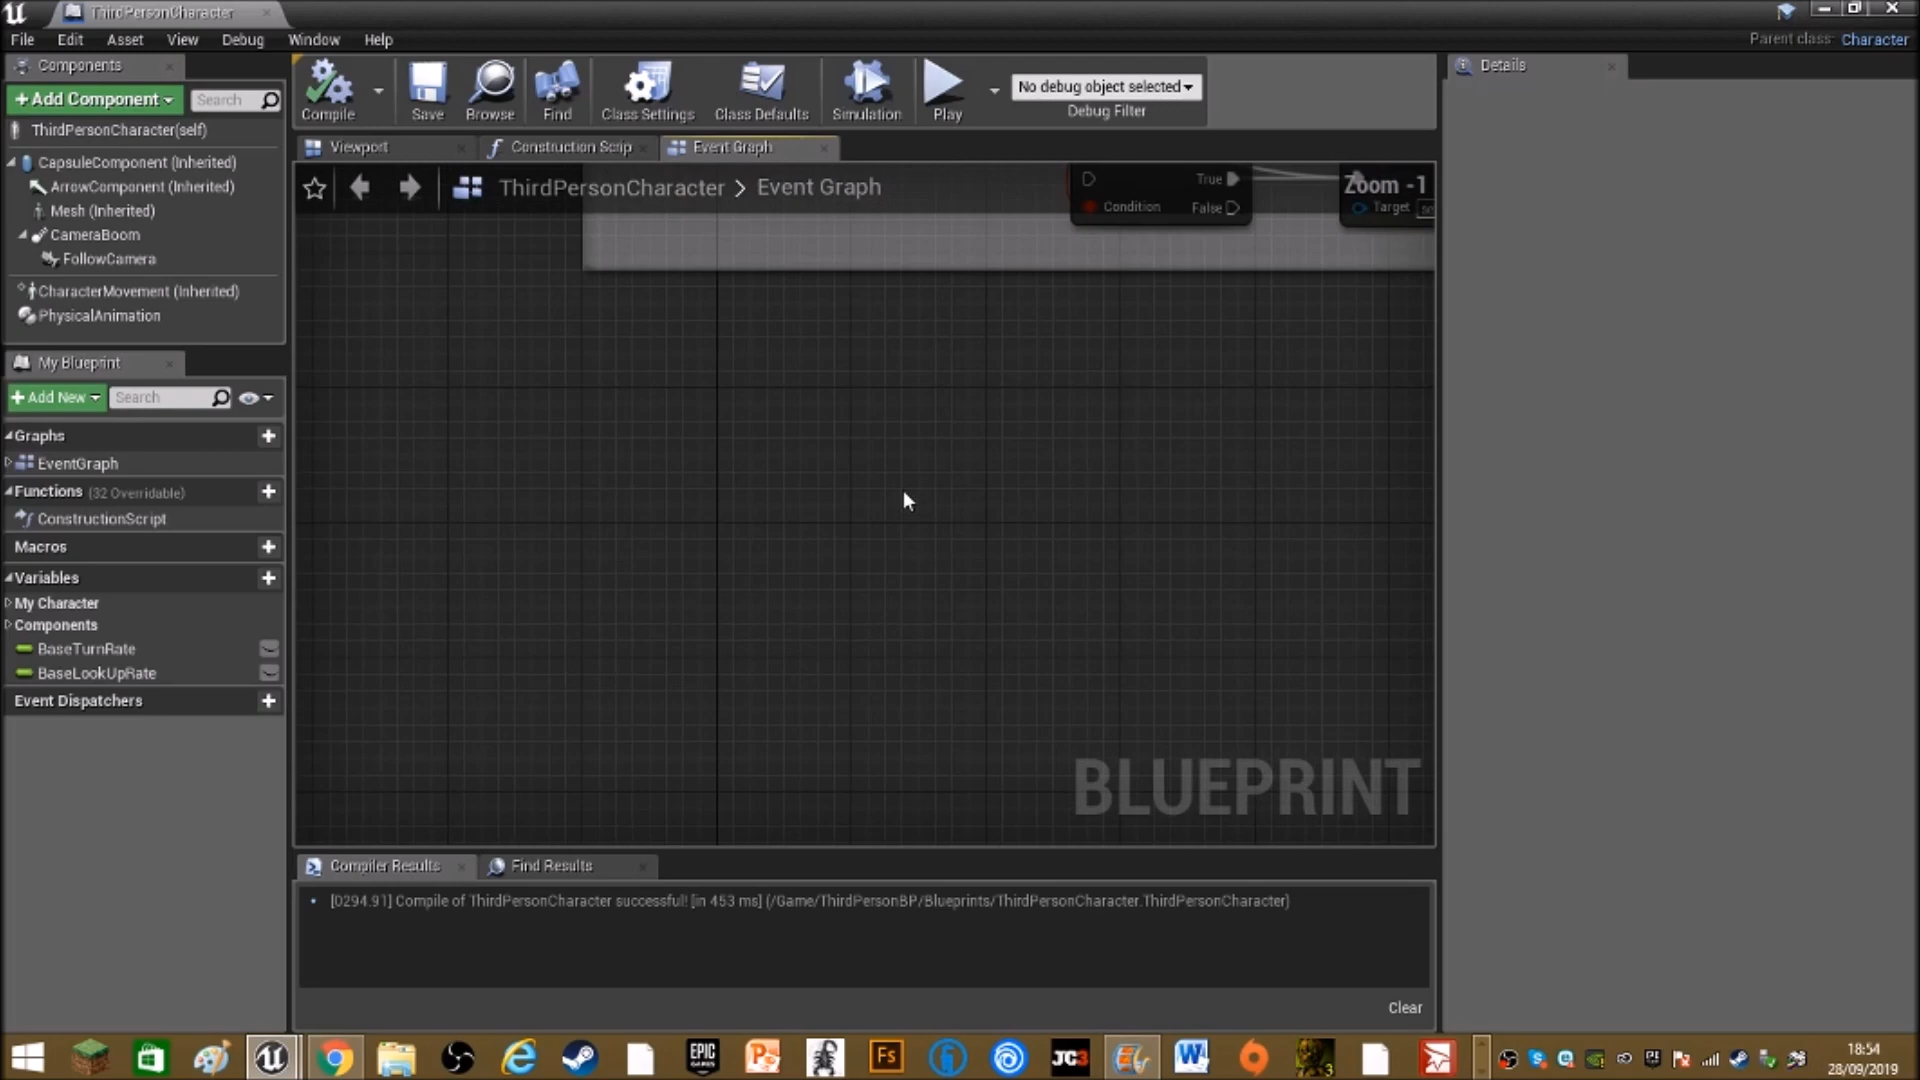 ThirdPersonCharacter
File Edit Asset View Debug Window Help
Parent class: Character
Components
+Add Component
Search
ThirdPersonCharacter(self)
CapsuleComponent (Inherited)
ArrowComponent (Inherited)
Mesh (Inherited)
CameraBoom
FollowCamera
CharacterMovement (Inherited)
PhysicalAnimation
My Blueprint
+Add New
Search
Graphs
EventGraph
Functions (32 Overridable)
ConstructionScript
Macros
Variables
My Character
Components
BaseTurnRate
BaseLookUpRate
Event Dispatchers
Compile
Save
Browse
Find
Class Settings
Class Defaults
Simulation
Play
No debug object selected
Debug Filter
Viewport
Construction Scrip
Event Graph
ThirdPersonCharacter > Event Graph
True
Condition False
Zoom -1
Target
BLUEPRINT
Compiler Results
Find Results
[0294.91] Compile of ThirdPersonCharacter successful! [in 453 ms] (/Game/ThirdPersonBP/Blueprints/ThirdPersonCharacter.ThirdPersonCharacter)
Clear
Details
EPIC
GAMES
Fs
JC3
18:54
28/09/2019